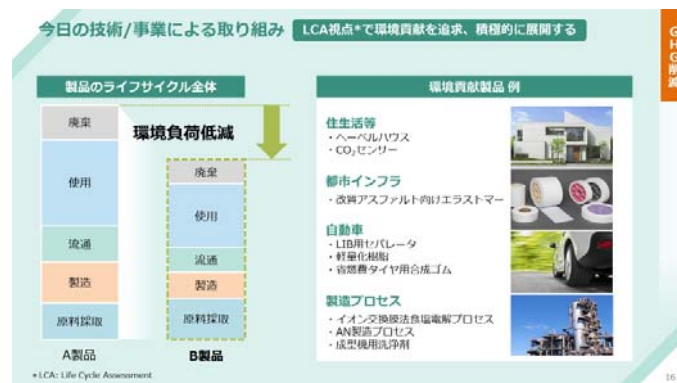 今日の技術/事業による取り組み
LCA視点*で環境貢献を追求、積極的に展開する
GHG削減
製品のライフサイクル全体
廃棄
使用
流通
製造
原料採取
A製品
環境負荷低減
廃棄
使用
流通
製造
原料採取
B製品
* LCA: Life Cycle Assessment
環境貢献製品 例
住生活等
・ヘーベルハウス
・CO₂センサー
都市インフラ
・改質アスファルト向けエラストマー
自動車
・LIB用セパレータ
・軽量化樹脂
・省燃費タイヤ用合成ゴム
製造プロセス
・イオン交換膜法食塩電解プロセス
・AN製造プロセス
・成型機用洗浄剤
16